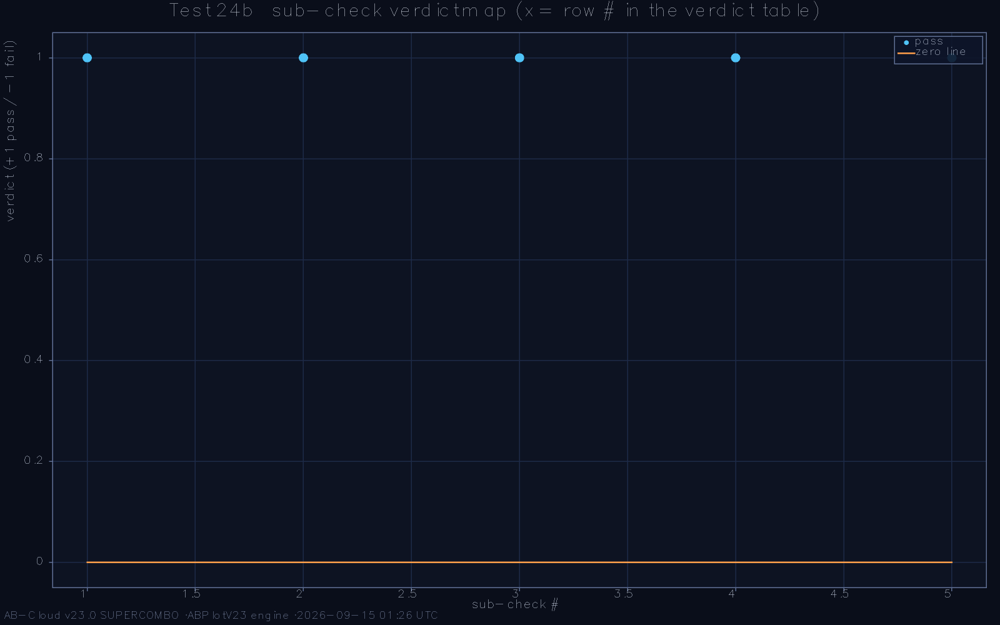 Test 24b sub-check verdict map (x = row # in the verdict table)
pass
zero line
verdict (+1 pass / -1 fail)
1
0.8
0.6
0.4
0.2
0
1 1.5 2 2.5 3 3.5 4 4.5 5
sub-check #
AB-Cloud v23.0 SUPERCOMBO · ABPlotV23 engine · 2026-09-15 01:26 UTC